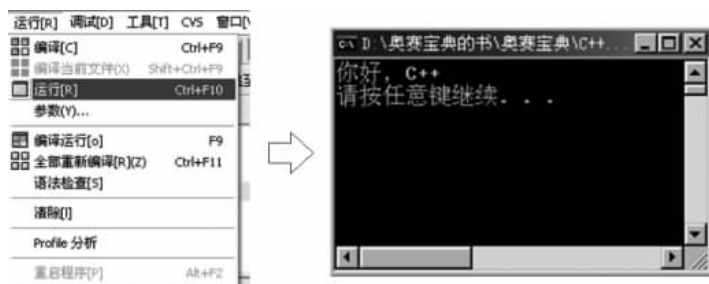 运行[R] 调试[D] 工具[T] CVS 窗口[
编译[C] Ctrl+F9
编译当前文件(X) Shift+Ctrl+F9
运行[R] Ctrl+F10
参数(Y)...
编译运行[o] F9
全部重新编译[R](Z) Ctrl+F11
语法检查[S]
清除[l]
Profile 分析
重启程序[P] Alt+F2
D:\奥赛宝典的书\奥赛宝典\C++...
你好, C++
请按任意键继续. . .